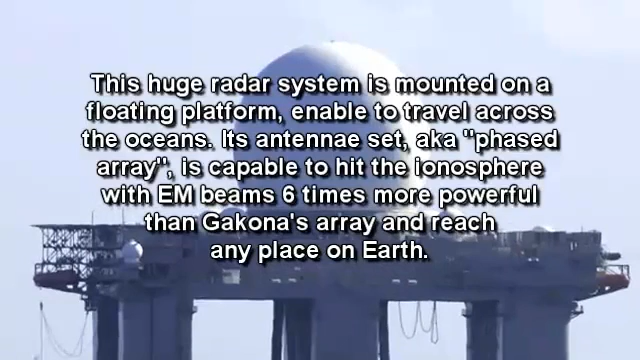 This huge radar system is mounted on a
floating platform, enable to travel across
the oceans. Its antennae set, aka "phased
array", is capable to hit the ionosphere
with EM beams 6 times more powerful
than Gakona's array and reach
any place on Earth.